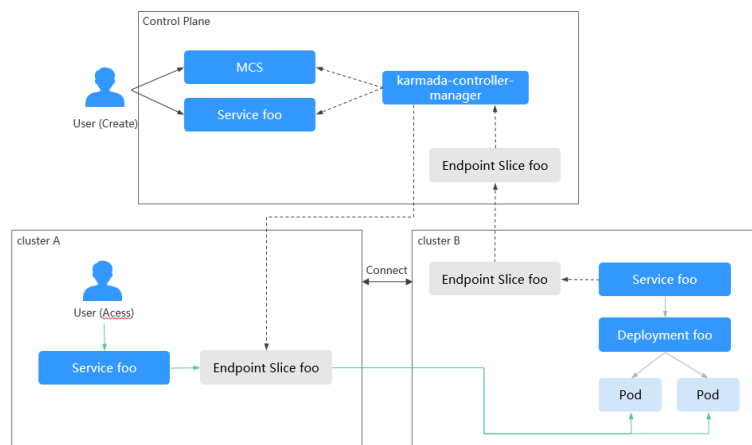 Control Plane
MCS
karmada-controller-
manager
Service foo
User (Create)
Endpoint Slice foo
cluster A
Connect
cluster B
Endpoint Slice foo
Service foo
User (Acess)
Deployment foo
Service foo
Endpoint Slice foo
Pod
Pod